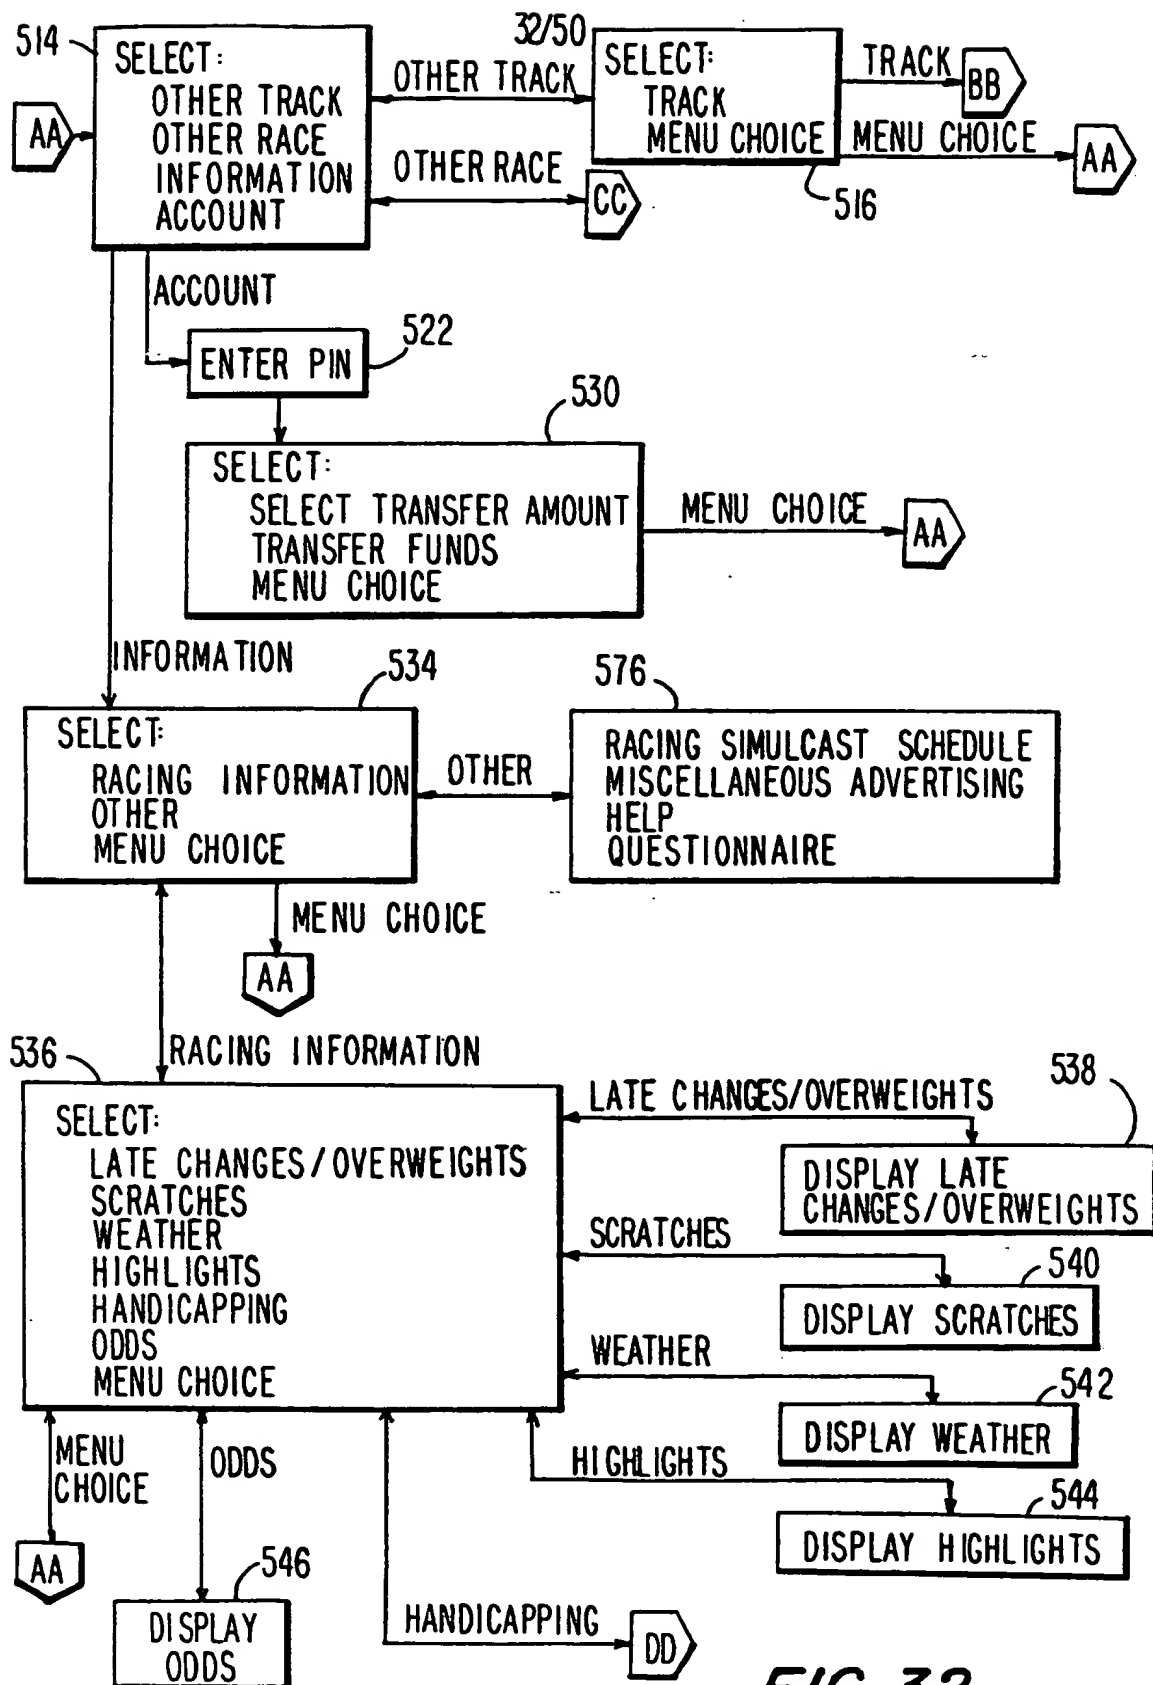 32/50
514
SELECT:
OTHER TRACK
OTHER RACE
INFORMATION
ACCOUNT
AA
OTHER TRACK
OTHER RACE
CC
SELECT:
TRACK
MENU CHOICE
TRACK
BB
MENU CHOICE
AA
516
ACCOUNT
ENTER PIN
522
530
SELECT:
SELECT TRANSFER AMOUNT
TRANSFER FUNDS
MENU CHOICE
MENU CHOICE
AA
INFORMATION
534
SELECT:
RACING INFORMATION
OTHER
MENU CHOICE
OTHER
576
RACING SIMULCAST SCHEDULE
MISCELLANEOUS ADVERTISING
HELP
QUESTIONNAIRE
MENU CHOICE
AA
RACING INFORMATION
536
SELECT:
LATE CHANGES/OVERWEIGHTS
SCRATCHES
WEATHER
HIGHLIGHTS
HANDICAPPING
ODDS
MENU CHOICE
LATE CHANGES/OVERWEIGHTS
538
DISPLAY LATE
CHANGES/OVERWEIGHTS
SCRATCHES
540
DISPLAY SCRATCHES
WEATHER
542
DISPLAY WEATHER
HIGHLIGHTS
544
DISPLAY HIGHLIGHTS
MENU
CHOICE
AA
ODDS
546
DISPLAY
ODDS
HANDICAPPING
DD
FIG. 32